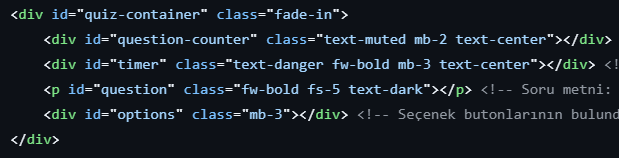 <div id="quiz-container" class="fade-in">
<div id="question-counter" class="text-muted mb-2 text-center"></div>
<div id="timer" class="text-danger fw-bold mb-3 text-center"></div> <!
<p id="question" class="fw-bold fs-5 text-dark"></p> <!-- Soru metni:
<div id="options" class="mb-3"></div> <!-- Seçenek butonlarının bulund
</div>